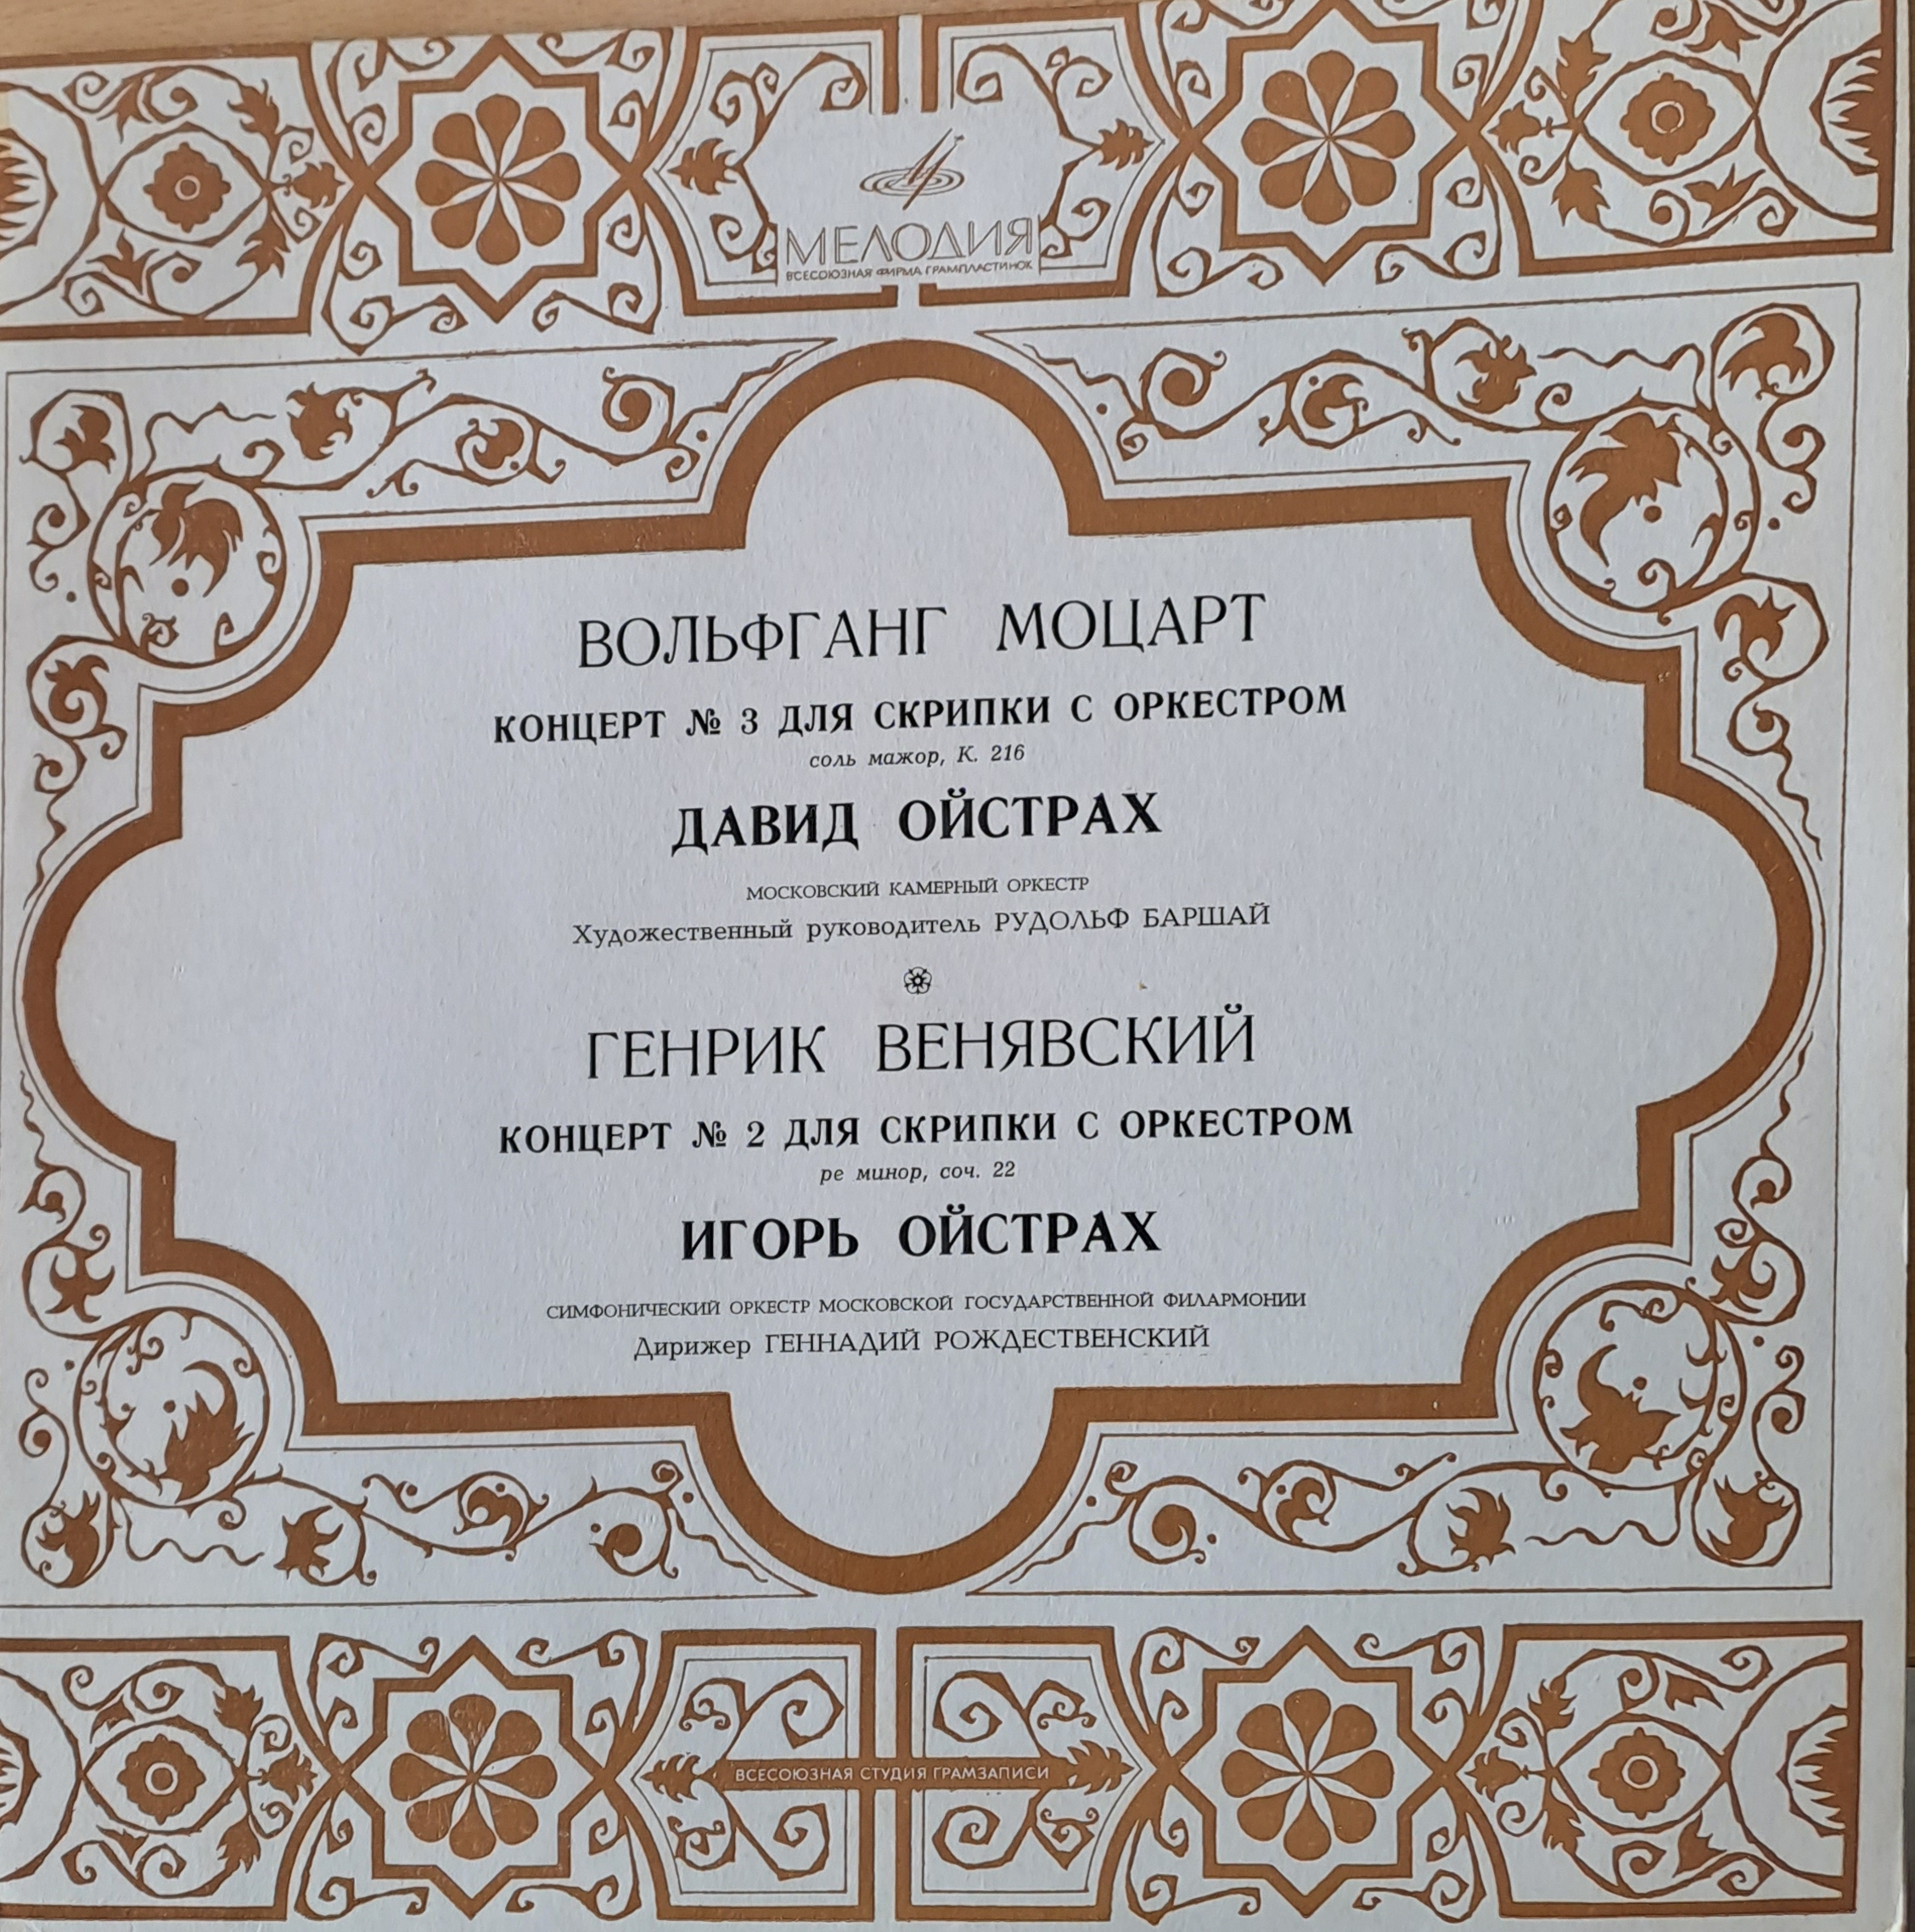 МЕЛОДИЯ
ВСЕСОЮЗНАЯ ФИРМА ГРАМПЛАСТИНОК
ВОЛЬФГАНГ МОЦАРТ
КОНЦЕРТ № 3 ДЛЯ СКРИПКИ С ОРКЕСТРОМ
соль мажор, К. 216
ДАВИД ОЙСТРАХ
МОСКОВСКИЙ КАМЕРНЫЙ ОРКЕСТР
Художественный руководитель РУДОЛЬФ БАРШАЙ
ГЕНРИК ВЕНЯВСКИЙ
КОНЦЕРТ № 2 ДЛЯ СКРИПКИ С ОРКЕСТРОМ
ре минор, соч. 22
ИГОРЬ ОЙСТРАХ
СИМФОНИЧЕСКИЙ ОРКЕСТР МОСКОВСКОЙ ГОСУДАРСТВЕННОЙ ФИЛАРМОНИИ
Дирижер ГЕННАДИЙ РОЖДЕСТВЕНСКИЙ
ВСЕСОЮЗНАЯ СТУДИЯ ГРАМЗАПИСИ